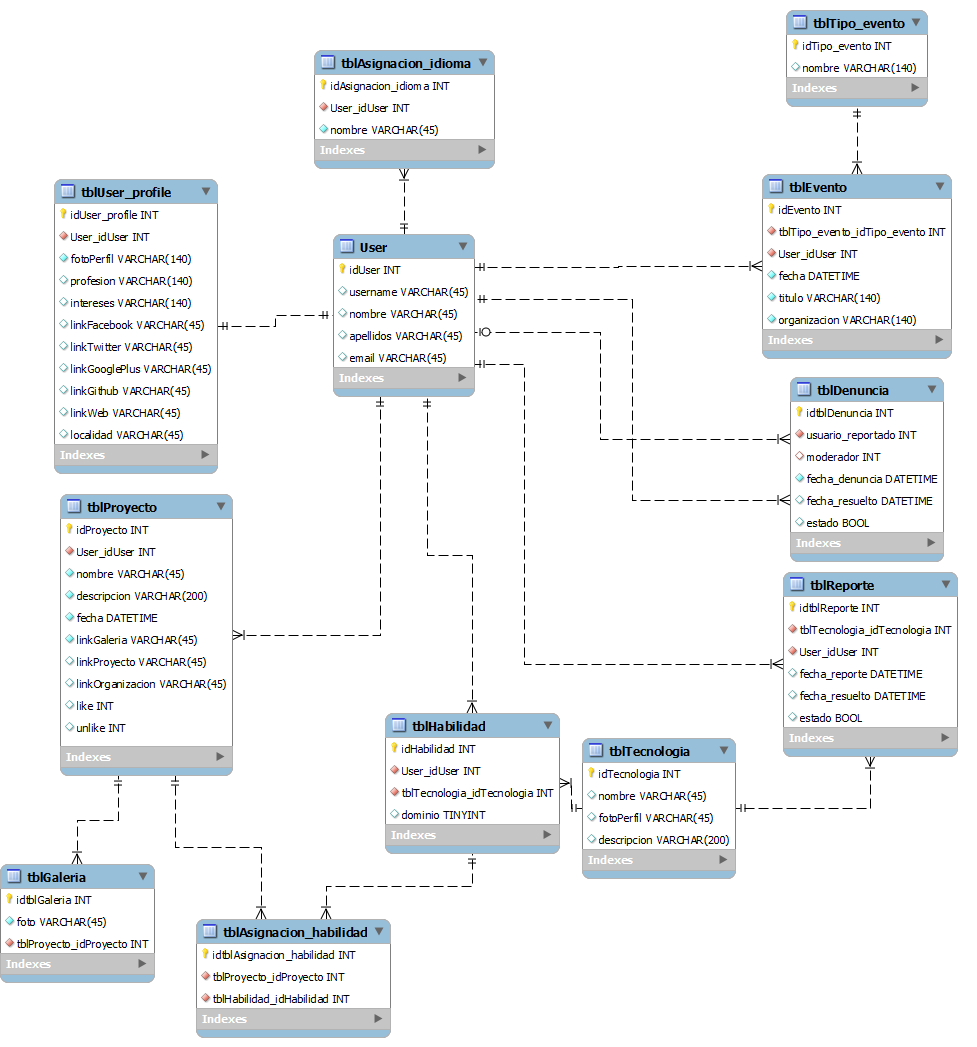 tblTipo_evento
idTipo_evento INT
nombre VARCHAR(140)
Indexes
tblAsignacion_idioma
idAsignacion_idioma INT
User_idUser INT
nombre VARCHAR(45)
Indexes
tblUser_profile
idUser_profile INT
User_idUser INT
fotoPerfil VARCHAR(140)
profesion VARCHAR(140)
intereses VARCHAR(140)
linkFacebook VARCHAR(45)
linkTwitter VARCHAR(45)
linkGooglePlus VARCHAR(45)
linkGithub VARCHAR(45)
linkWeb VARCHAR(45)
localidad VARCHAR(45)
Indexes
User
idUser INT
username VARCHAR(45)
nombre VARCHAR(45)
apellidos VARCHAR(45)
email VARCHAR(45)
Indexes
tblEvento
idEvento INT
tblTipo_evento_idTipo_evento INT
User_idUser INT
fecha DATETIME
titulo VARCHAR(140)
organizacion VARCHAR(140)
Indexes
tblDenuncia
idtblDenuncia INT
usuario_reportado INT
moderador INT
fecha_denuncia DATETIME
fecha_resuelto DATETIME
estado BOOL
Indexes
tblProyecto
idProyecto INT
User_idUser INT
nombre VARCHAR(45)
descripcion VARCHAR(200)
fecha DATETIME
linkGaleria VARCHAR(45)
linkProyecto VARCHAR(45)
linkOrganizacion VARCHAR(45)
like INT
unlike INT
Indexes
tblReporte
idtblReporte INT
tblTecnologia_idTecnologia INT
User_idUser INT
fecha_reporte DATETIME
fecha_resuelto DATETIME
estado BOOL
Indexes
tblHabilidad
idHabilidad INT
User_idUser INT
tblTecnologia_idTecnologia INT
dominio TINYINT
Indexes
tblTecnologia
idTecnologia INT
nombre VARCHAR(45)
fotoPerfil VARCHAR(45)
descripcion VARCHAR(200)
Indexes
tblGaleria
idtblGaleria INT
foto VARCHAR(45)
tblProyecto_idProyecto INT
Indexes
tblAsignacion_habilidad
idtblAsignacion_habilidad INT
tblProyecto_idProyecto INT
tblHabilidad_idHabilidad INT
Indexes